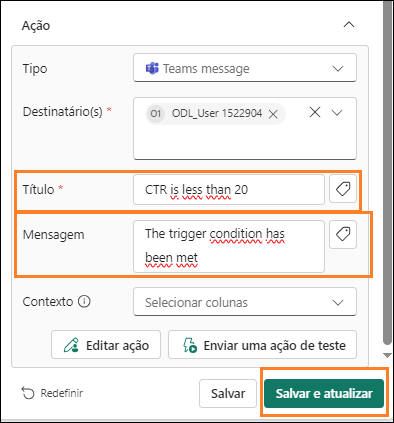 Ação
Tipo
Teams message
Destinatário(s) *
O1 ODL_User 1522904
Título *
CTR is less than 20
Mensagem
The trigger condition has
been met
Contexto
Selecionar colunas
Editar ação
Enviar uma ação de teste
Redefinir
Salvar
Salvar e atualizar